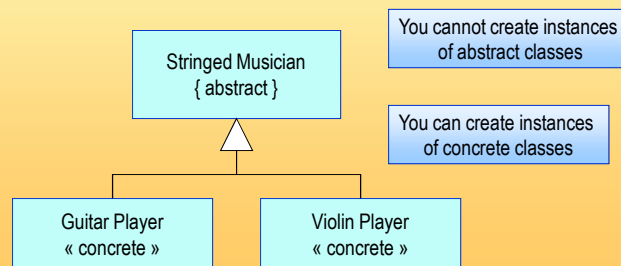 You cannot create instances
of abstract classes
Stringed Musician
{ abstract }
You can create instances
of concrete classes
Guitar Player
« concrete »
Violin Player
« concrete »